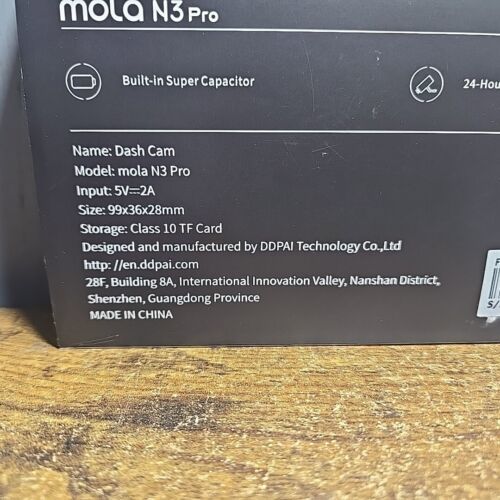 mola N3 Pro
Built-in Super Capacitor
24-Hou
Name: Dash Cam
Model: mola N3 Pro
Input: 5V⎓2A
Size: 99x36x28mm
Storage: Class 10 TF Card
Designed and manufactured by DDPAI Technology Co.,Ltd
http: //en.ddpai.com
28F, Building 8A, International Innovation Valley, Nanshan District,
Shenzhen, Guangdong Province
MADE IN CHINA
S/